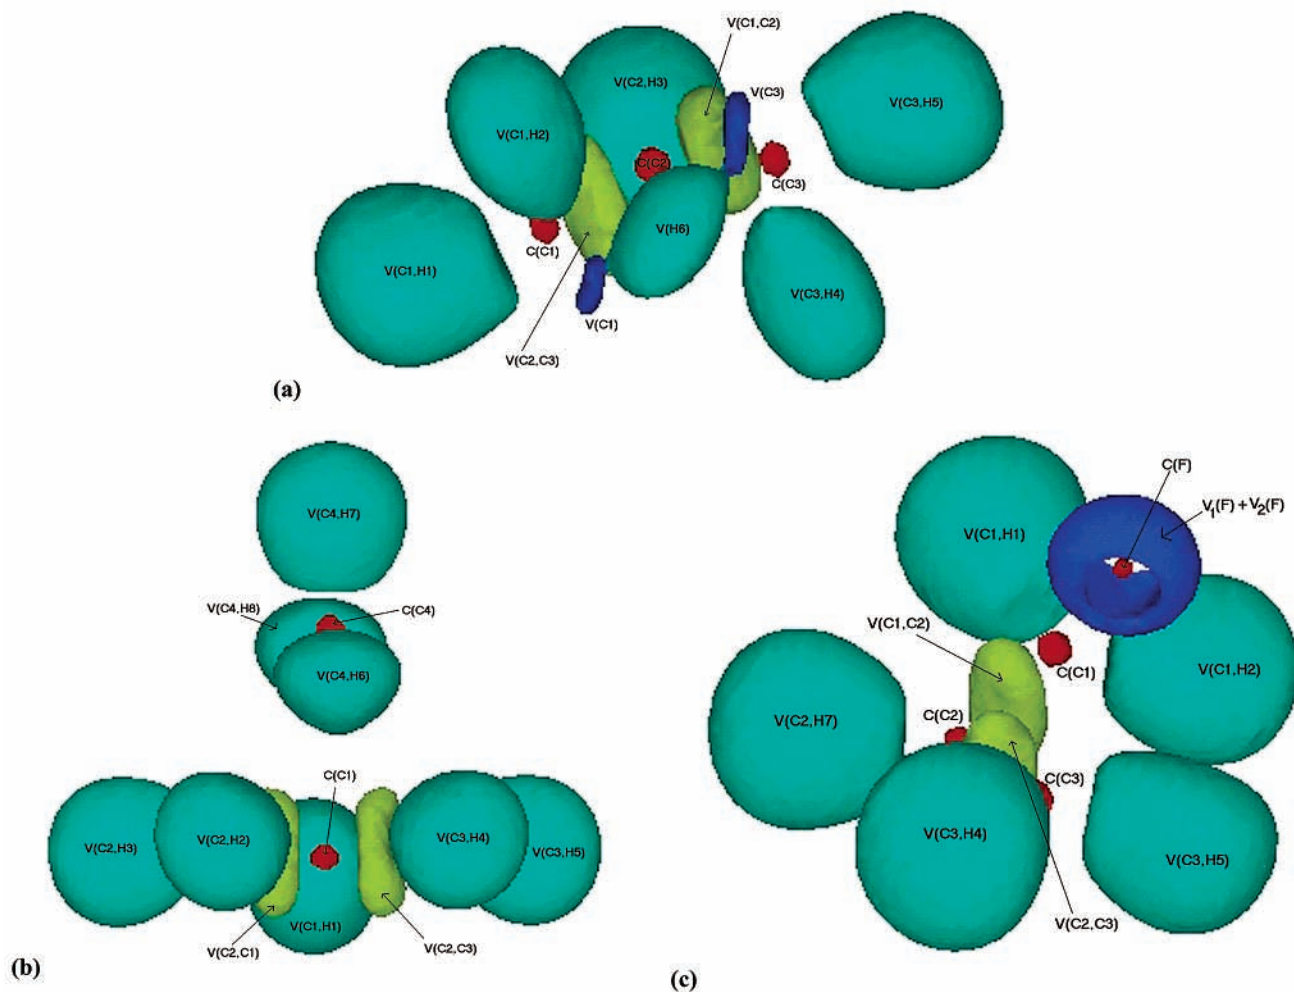 V(C1,C2)
V(C2,H3)
V(C3)
V(C3,H5)
V(C1,H2)
C(C2)
C(C3)
V(H6)
C(C1)
V(C1,H1)
V(C3,H4)
V(C1)
V(C2,C3)
(a)
V(C4,H7)
V(C4,H8)
C(C4)
V(C4,H6)
C(C1)
V(C2,H3)
V(C2,H2)
V(C3,H4)
V(C3,H5)
V(C1,H1)
V(C2,C1)
V(C2,C3)
(b)
C(F)
V₁(F) + V₂(F)
V(C1,H1)
V(C1,C2)
C(C1)
V(C1,H2)
V(C2,H7)
C(C2)
C(C3)
V(C3,H4)
V(C3,H5)
V(C2,C3)
(c)